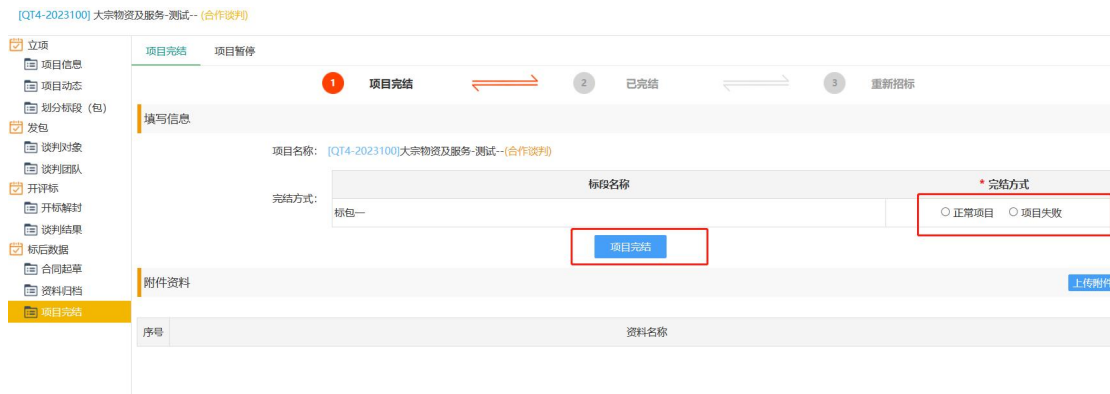 [QT4-2023100] 大宗物资及服务-测试-- (合作谈判)
立项
项目信息
项目动态
划分标段（包）
发包
谈判对象
谈判团队
开评标
开标解封
谈判结果
标后数据
合同起草
资料归档
项目完结
项目完结 项目暂停
1 项目完结 2 已完结 3 重新招标
填写信息
项目名称： [QT4-2023100]大宗物资及服务-测试--(合作谈判)
完结方式：
标段名称 * 完结方式
标包一 正常项目 项目失败
项目完结
附件资料 上传附件
序号 资料名称